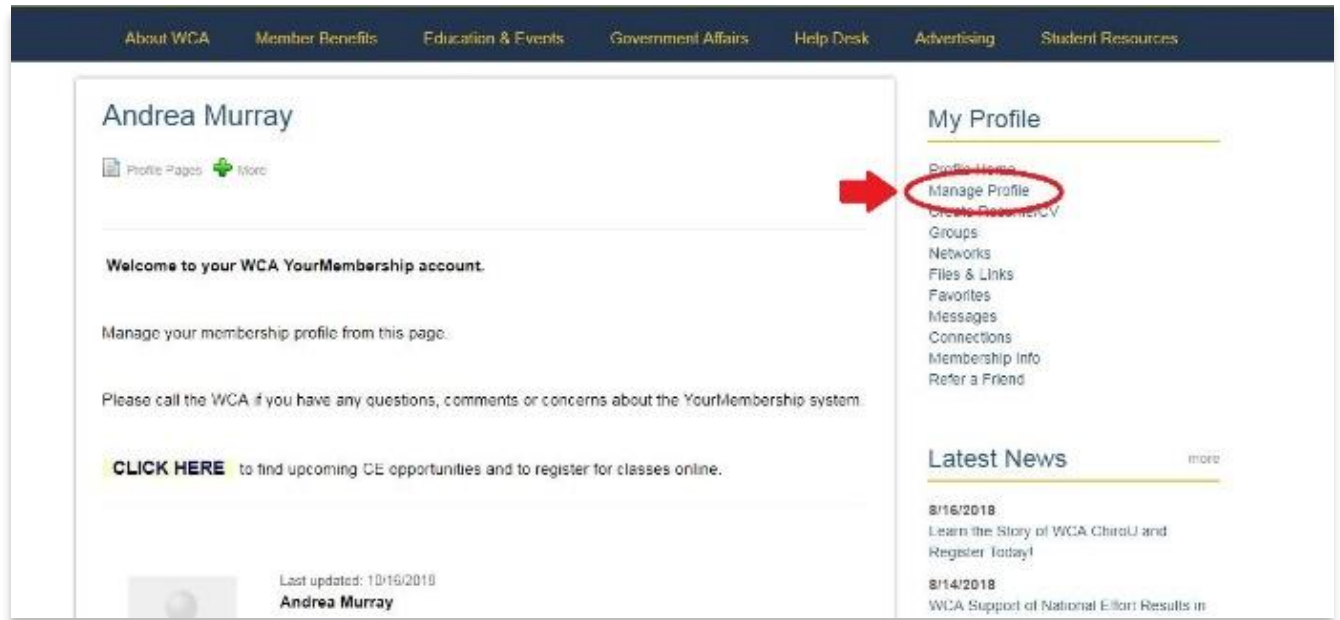 About WCA Member Benefits Education & Events Government Affairs Help Desk Advertising Student Resources
Andrea Murray
Profile Pages More
Welcome to your WCA YourMembership account.
Manage your membership profile from this page.
Please call the WCA if you have any questions, comments or concerns about the YourMembership system.
CLICK HERE to find upcoming CE opportunities and to register for classes online.
Last updated: 10/16/2018
Andrea Murray
My Profile
Profile Home
Manage Profile
Create Resume/CV
Groups
Networks
Files & Links
Favorites
Messages
Connections
Membership Info
Refer a Friend
Latest News more
8/16/2018
Learn the Story of WCA ChiroU and
Register Today!
8/14/2018
WCA Support of National Effort Results in